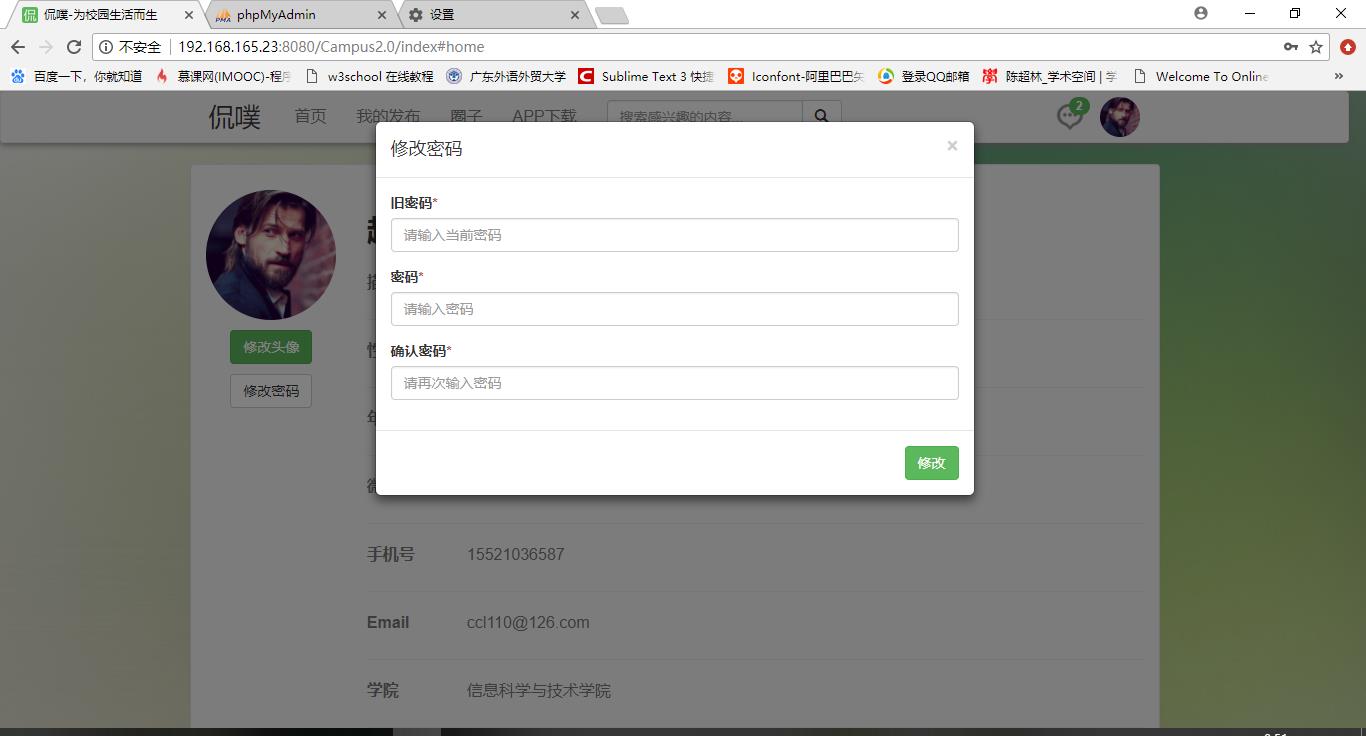 侃噗-为校园生活而生
phpMyAdmin
设置
不安全 192.168.165.23:8080/Campus2.0/index#home
百度一下，你就知道 慕课网(IMOOC)-程序 w3school 在线教程 广东外语外贸大学 Sublime Text 3 快捷 Iconfont-阿里巴巴矢 登录QQ邮箱 陈超林_学术空间 | 学 Welcome To Online
侃噗 首页 我的发布 圈子 APP下载 搜索感兴趣的内容... 2
修改密码 ×
旧密码*
请输入当前密码
密码*
请输入密码
确认密码*
请再次输入密码
修改
修改头像
修改密码
手机号 15521036587
Email ccl110@126.com
学院 信息科学与技术学院